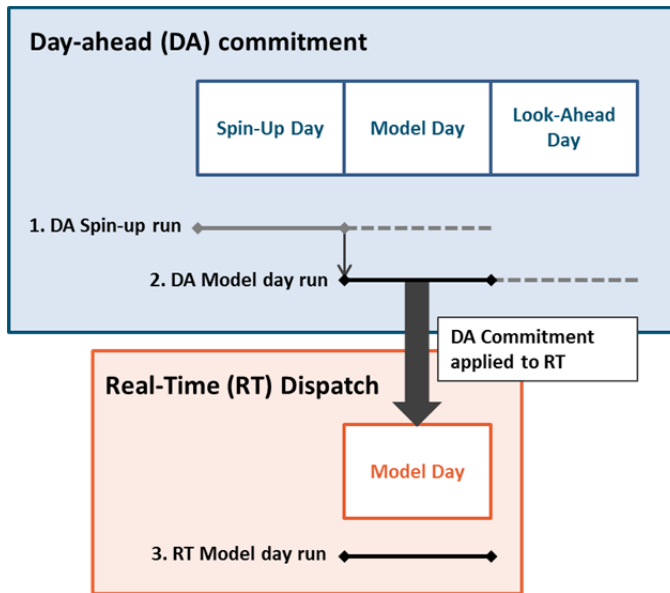 Day-ahead (DA) commitment
Spin-Up Day
Model Day
Look-Ahead
Day
1. DA Spin-up run
2. DA Model day run
DA Commitment
applied to RT
Real-Time (RT) Dispatch
Model Day
3. RT Model day run